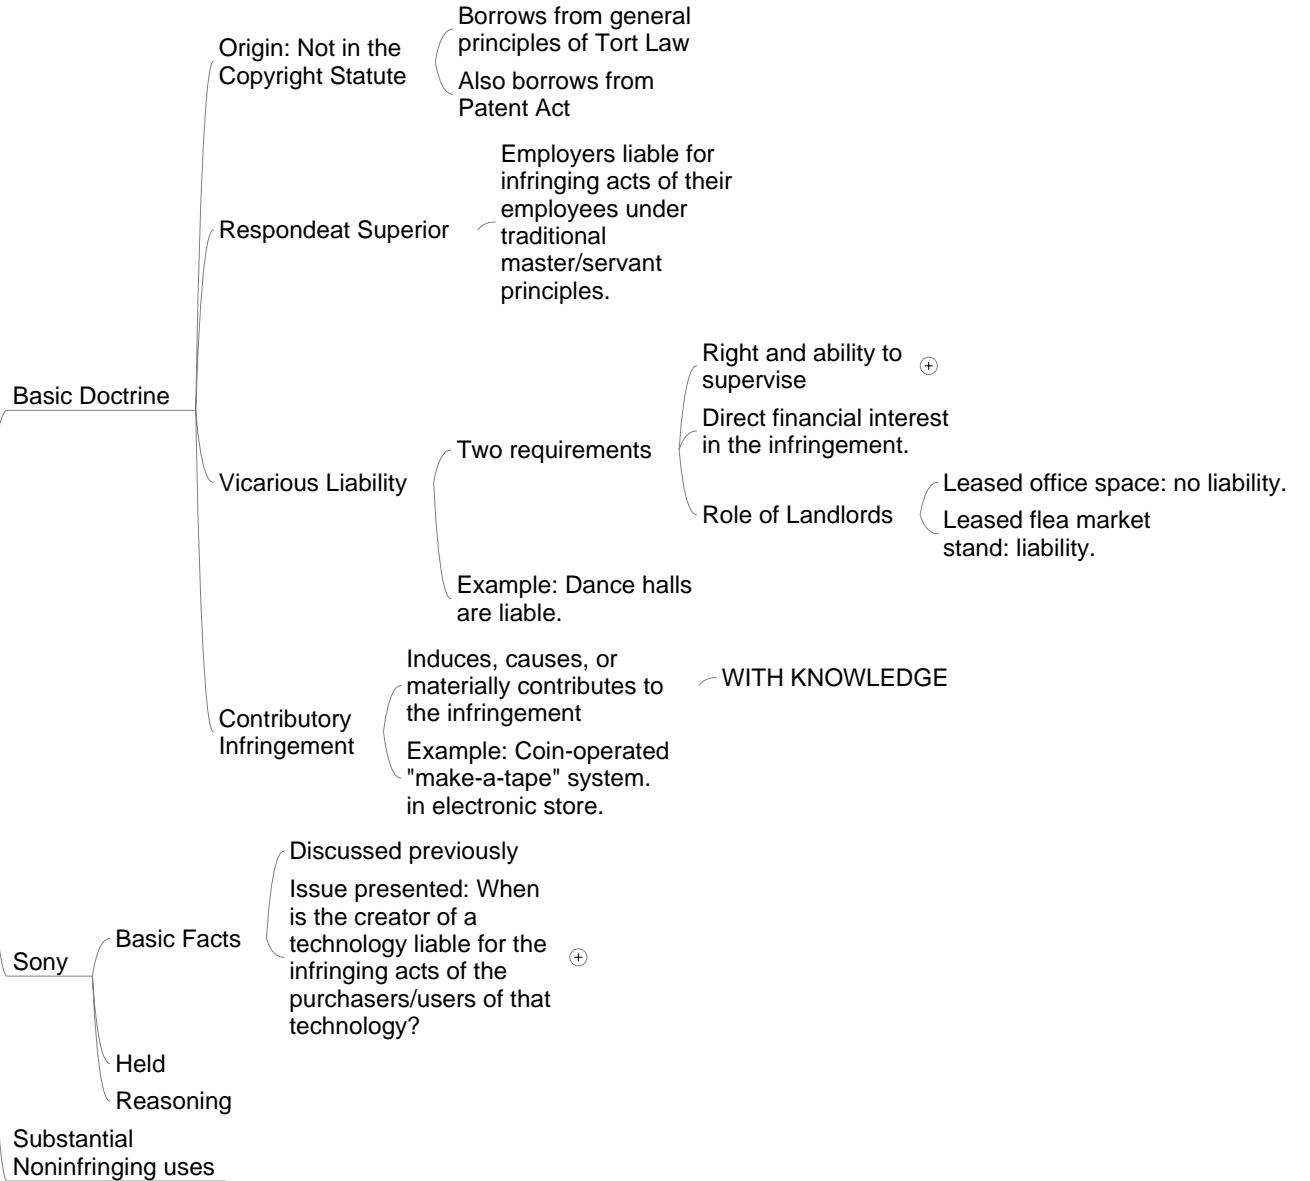 Basic Doctrine
Origin: Not in the
Copyright Statute
Borrows from general
principles of Tort Law
Also borrows from
Patent Act
Respondeat Superior
Employers liable for
infringing acts of their
employees under
traditional
master/servant
principles.
Vicarious Liability
Two requirements
Right and ability to
supervise
Direct financial interest
in the infringement.
Role of Landlords
Leased office space: no liability.
Leased flea market
stand: liability.
Example: Dance halls
are liable.
Contributory
Infringement
Induces, causes, or
materially contributes to
the infringement
WITH KNOWLEDGE
Example: Coin-operated
"make-a-tape" system.
in electronic store.
Sony
Basic Facts
Discussed previously
Issue presented: When
is the creator of a
technology liable for the
infringing acts of the
purchasers/users of that
technology?
Held
Reasoning
Substantial
Noninfringing uses